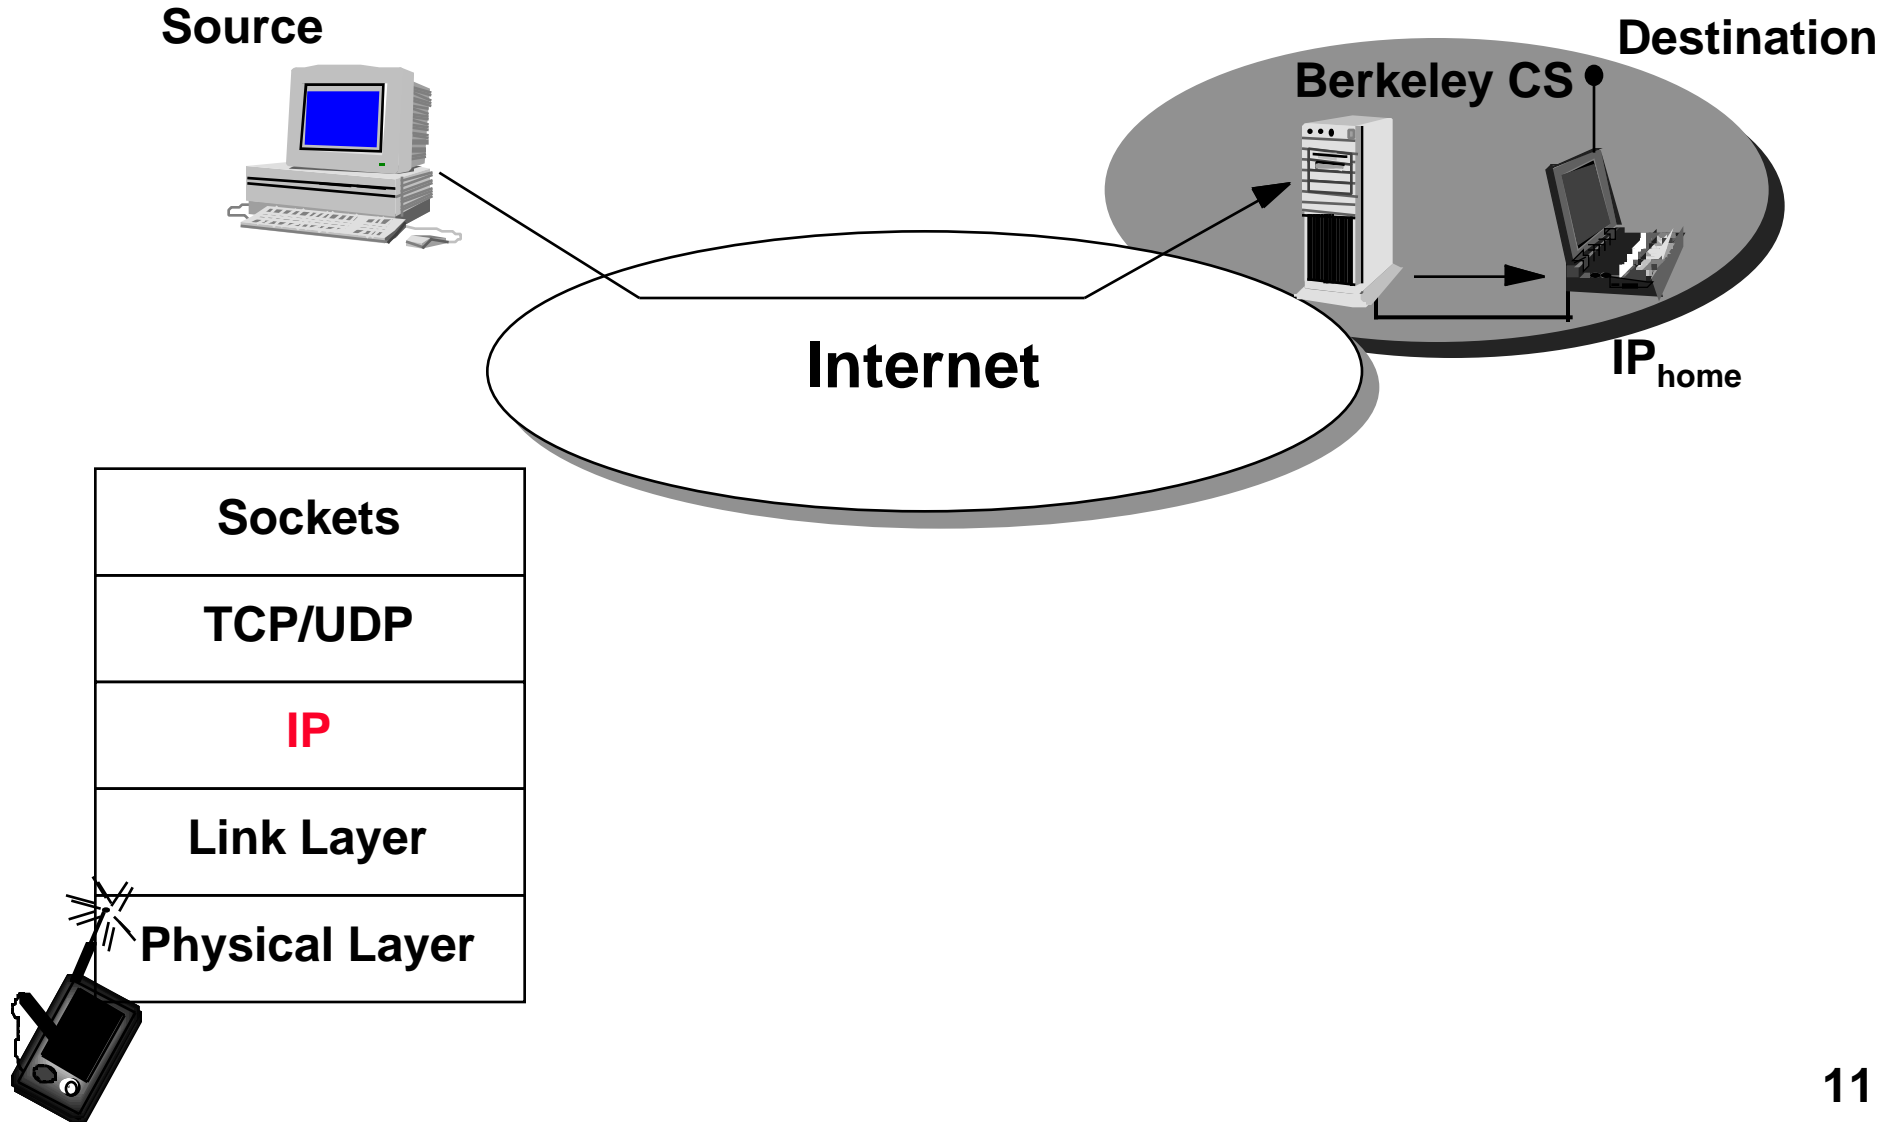 Source
Destination
Berkeley CS
Internet
IPhome
Sockets
TCP/UDP
IP
Link Layer
Physical Layer
11